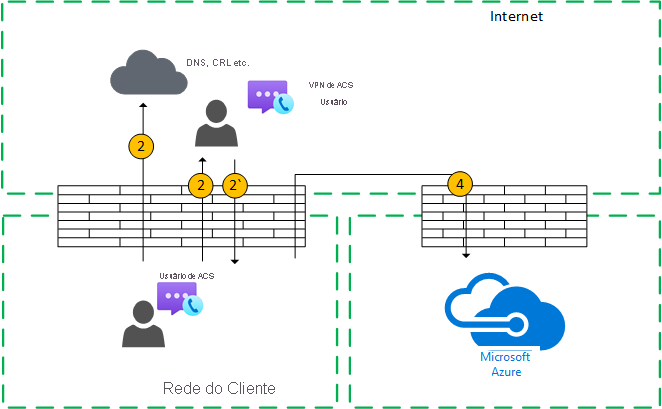 Internet
DNS, CRL etc.
VPN de ACS
Usuário
2
2
2`
4
Usuário de ACS
Microsoft
Azure
Rede do Cliente